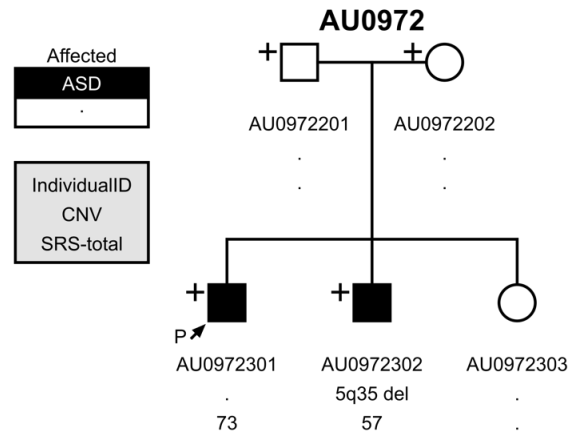 AU0972
Affected
ASD
.
IndividualID
CNV
SRS-total
+ +
AU0972201 AU0972202
. .
. .
+ +
P
AU0972301 AU0972302 AU0972303
. 5q35 del .
73 57 .